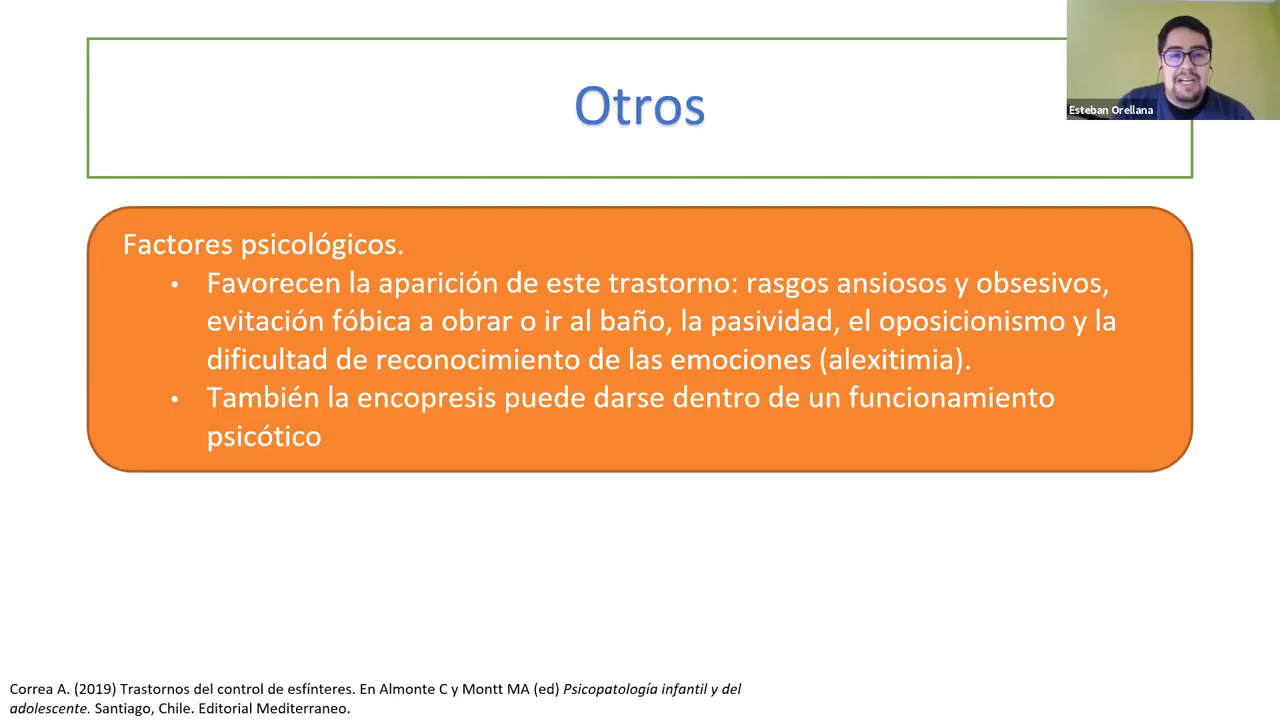 Otros
Esteban Orellana
Factores psicológicos.
• Favorecen la aparición de este trastorno: rasgos ansiosos y obsesivos,
evitación fóbica a obrar o ir al baño, la pasividad, el oposicionismo y la
dificultad de reconocimiento de las emociones (alexitimia).
• También la encopresis puede darse dentro de un funcionamiento
psicótico
Correa A. (2019) Trastornos del control de esfínteres. En Almonte C y Montt MA (ed) Psicopatología infantil y del
adolescente. Santiago, Chile. Editorial Mediterraneo.